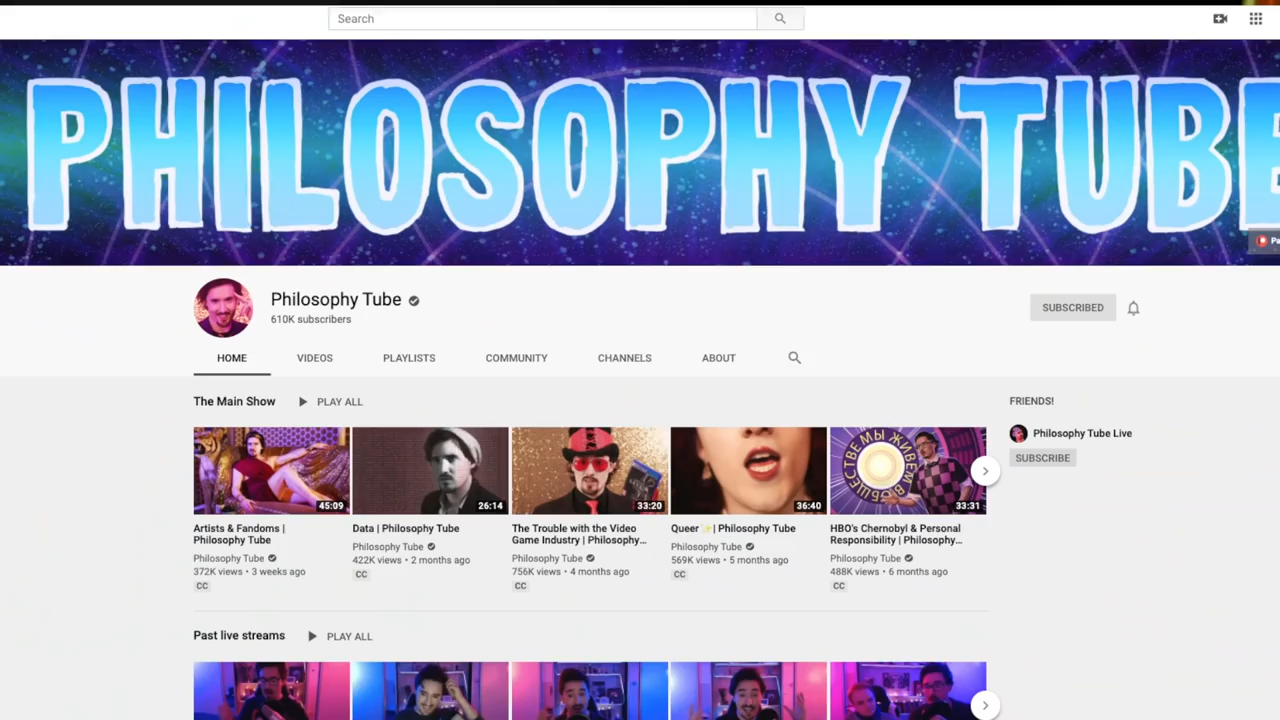 Search
PHILOSOPHY TUBE
Pa
Philosophy Tube
610K subscribers
SUBSCRIBED
HOME
VIDEOS
PLAYLISTS
COMMUNITY
CHANNELS
ABOUT
The Main Show
PLAY ALL
FRIENDS!
Philosophy Tube Live
SUBSCRIBE
45:09
26:14
33:20
36:40
ОБЩЕСТВЕ МЫ ЖИВЕМ В
33:31
Artists & Fandoms |
Philosophy Tube
Philosophy Tube
372K views • 3 weeks ago
CC
Data | Philosophy Tube
Philosophy Tube
422K views • 2 months ago
CC
The Trouble with the Video
Game Industry | Philosophy…
Philosophy Tube
756K views • 4 months ago
CC
Queer✨| Philosophy Tube
Philosophy Tube
569K views • 5 months ago
CC
HBO's Chernobyl & Personal
Responsibility | Philosophy…
Philosophy Tube
488K views • 6 months ago
CC
Past live streams
PLAY ALL